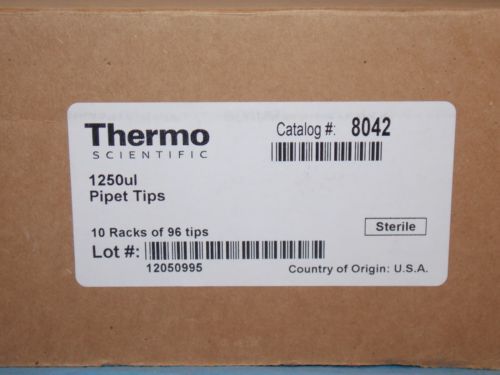 Thermo
SCIENTIFIC
Catalog #: 8042
1250ul
Pipet Tips
10 Racks of 96 tips
Sterile
Lot #:
12050995
Country of Origin: U.S.A.